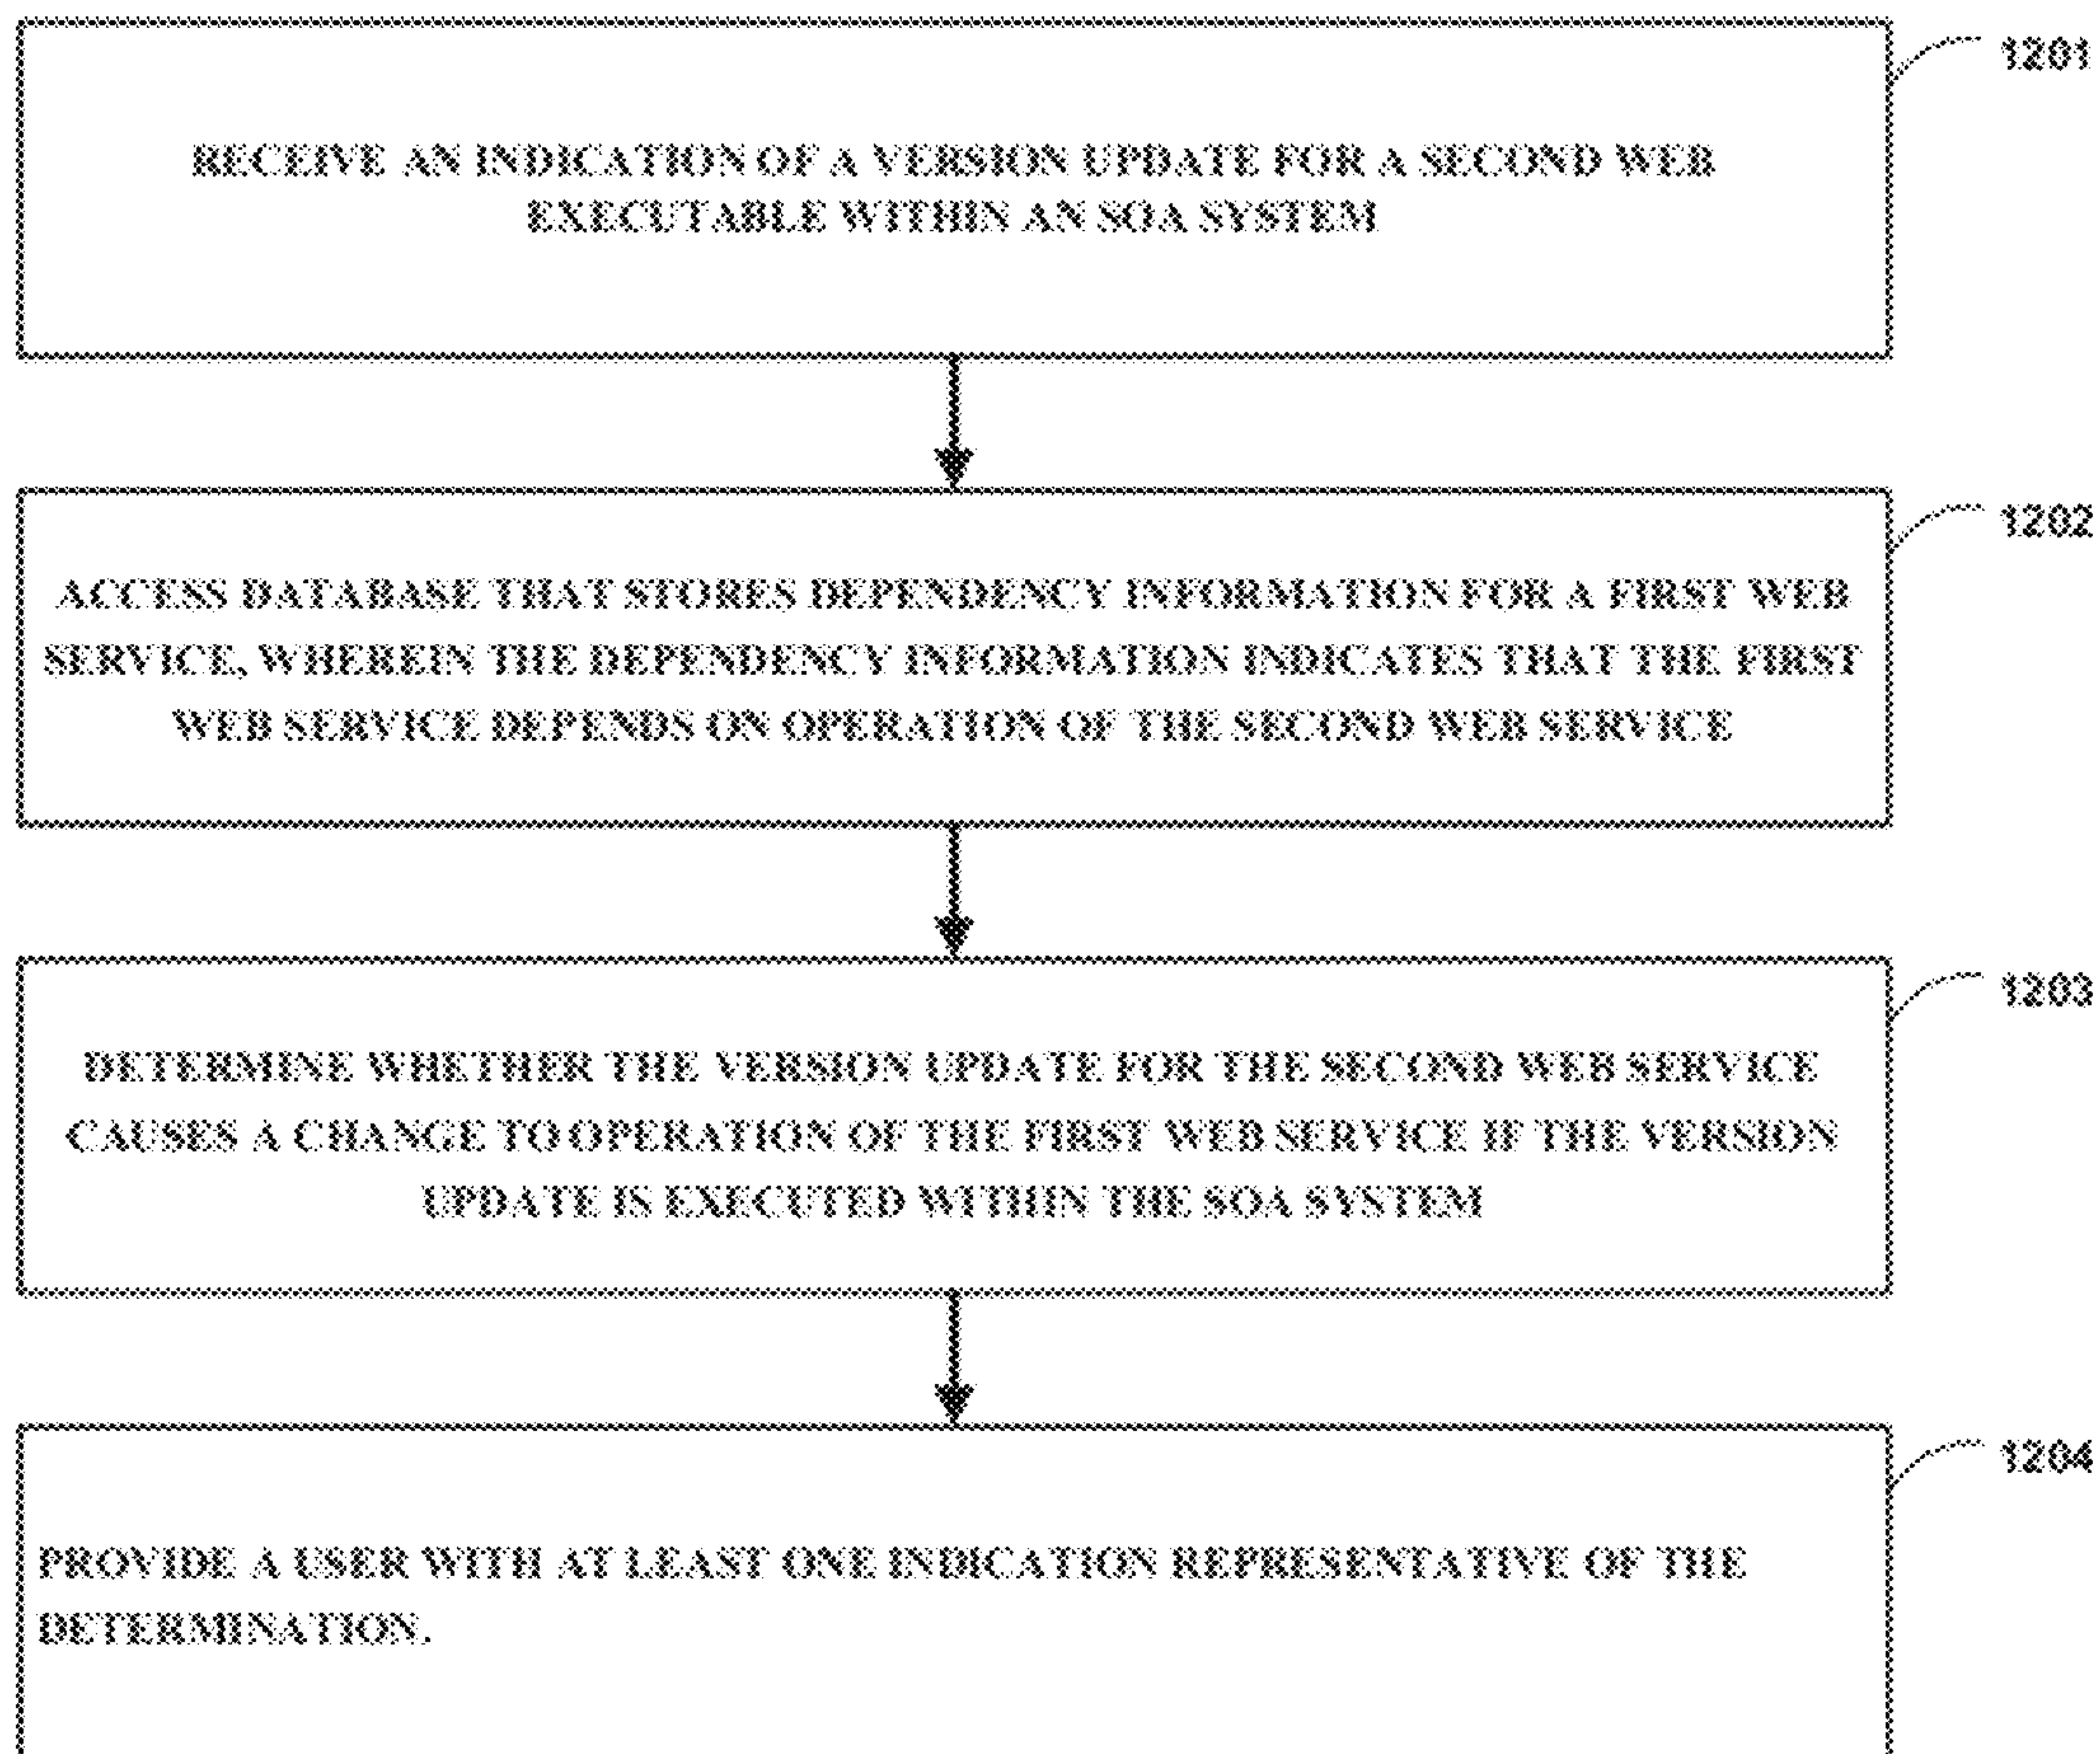 1201
RECEIVE AN INDICATION OF A VERSION UPDATE FOR A SECOND WEB
EXECUTABLE WITHIN AN SOA SYSTEM
1202
ACCESS DATABASE THAT STORES DEPENDENCY INFORMATION FOR A FIRST WEB
SERVICE, WHEREIN THE DEPENDENCY INFORMATION INDICATES THAT THE FIRST
WEB SERVICE DEPENDS ON OPERATION OF THE SECOND WEB SERVICE
1203
DETERMINE WHETHER THE VERSION UPDATE FOR THE SECOND WEB SERVICE
CAUSES A CHANGE TO OPERATION OF THE FIRST WEB SERVICE IF THE VERSION
UPDATE IS EXECUTED WITHIN THE SOA SYSTEM
1204
PROVIDE A USER WITH AT LEAST ONE INDICATION REPRESENTATIVE OF THE
DETERMINATION.